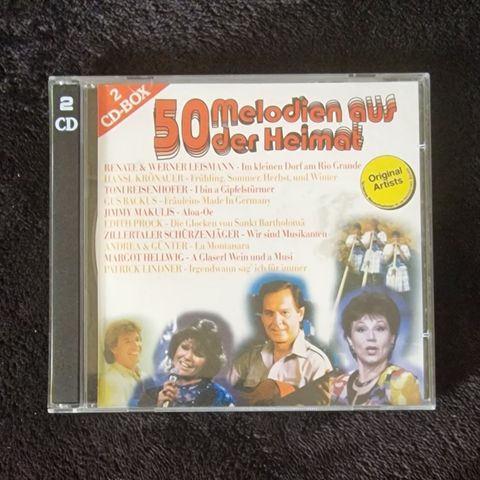 2
CD
2
CD-BOX
50 Melodien aus
der Heimat
RENATE & WERNER LEISMANN - Im kleinen Dorf am Rio Grande
HANSL KRÖNAUER - Frühling, Sommer, Herbst, und Winter
TONI REISENHOFER - I bin a Gipfelstürmer
GUS BACKUS - Fräuleins Made In Germany
JIMMY MAKULIS - Aloa-Oe
EDITH PROCK - Die Glocken von Sankt Bartholomä
ZILLERTALER SCHÜRZENJÄGER - Wir sind Musikanten
ANDREA & GÜNTER - La Montanara
MARGOT HELLWIG - A Glaserl Wein und a Musi
PATRICK LINDNER - Irgendwann sag' ich für immer
Original
Artists